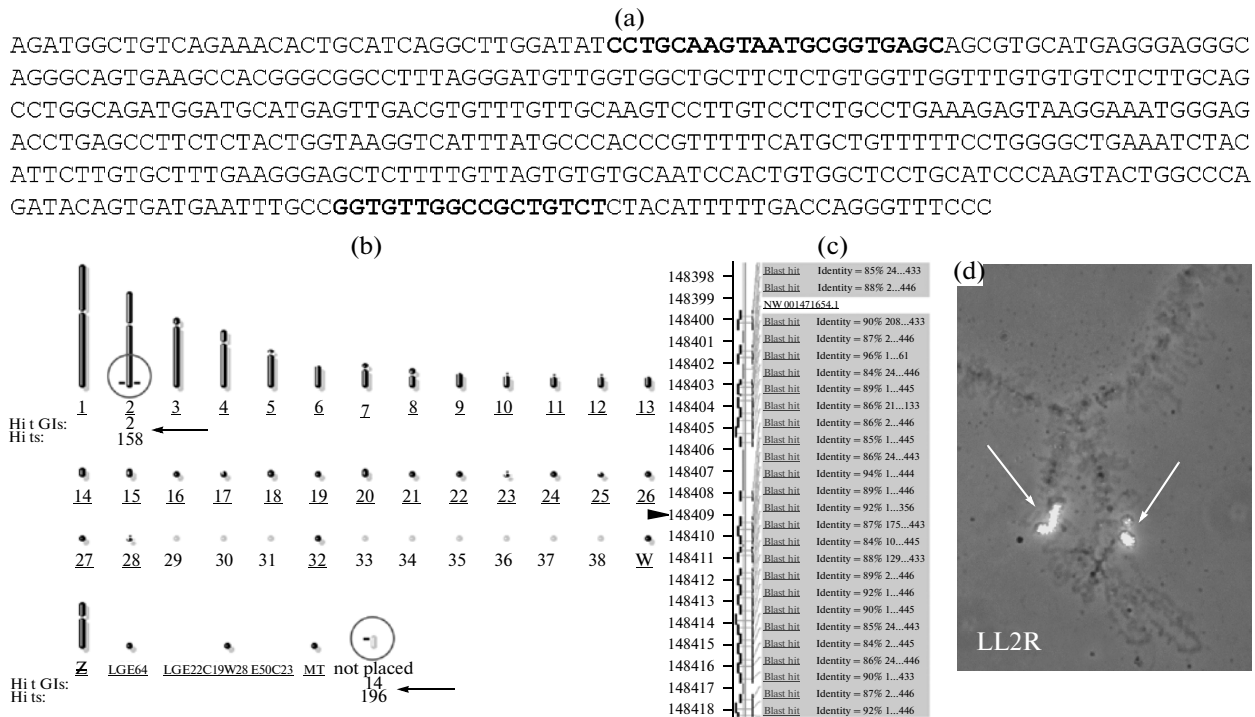 (a)
AGATGGCTGTCAGAAACACTGCATCAGGCTTGGATATCCTGCAAGTAATGCGGTGAGCAGCGTGCATGAGGGAGGGC
AGGGCAGTGAAGCCACGGGCGGCCTTTAGGGATGTTGGTGGCTGCTTCTCTGTGGTTGGTTTGTGTGTCTCTTGCAG
CCTGGCAGATGGATGCATGAGTTGACGTGTTTGTTGCAAGTCCTTGTCCTCTGCCTGAAAGAGTAAGGAAATGGGAG
ACCTGAGCCTTCTCTACTGGTAAGGTCATTTATGCCCACCCGTTTTTCATGCTGTTTTTCCTGGGGCTGAAATCTAC
ATTCTTGTGCTTTGAAGGGAGCTCTTTTGTTAGTGTGTGCAATCCACTGTGGCTCCTGCATCCCAAGTACTGGCCCA
GATACAGTGATGAATTTGCCGGTGTTGGCCGCTGTCTCTACATTTTTGACCAGGGTTTCCC
(b)
1 2 3 4 5 6 7 8 9 10 11 12 13
Hit GIs: 2
Hits: 158
14 15 16 17 18 19 20 21 22 23 24 25 26
27 28 29 30 31 32 33 34 35 36 37 38 W
Z LGE64 LGE22C19W28 E50C23 MT not placed
Hit GIs: 14
Hits: 196
(c)
148398
148399
148400
148401
148402
148403
148404
148405
148406
148407
148408
148409
148410
148411
148412
148413
148414
148415
148416
148417
148418
Blast hit Identity = 85% 24...433
Blast hit Identity = 88% 2...446
NW 001471654.1
Blast hit Identity = 90% 208...433
Blast hit Identity = 87% 2...446
Blast hit Identity = 96% 1...61
Blast hit Identity = 84% 24...446
Blast hit Identity = 89% 1...445
Blast hit Identity = 86% 21...133
Blast hit Identity = 86% 2...446
Blast hit Identity = 85% 1...445
Blast hit Identity = 86% 24...443
Blast hit Identity = 94% 1...444
Blast hit Identity = 89% 1...446
Blast hit Identity = 92% 1...356
Blast hit Identity = 87% 175...443
Blast hit Identity = 84% 10...445
Blast hit Identity = 88% 129...433
Blast hit Identity = 89% 2...446
Blast hit Identity = 92% 1...446
Blast hit Identity = 90% 1...445
Blast hit Identity = 85% 24...443
Blast hit Identity = 84% 2...445
Blast hit Identity = 86% 24...446
Blast hit Identity = 90% 1...433
Blast hit Identity = 87% 2...446
Blast hit Identity = 92% 1...446
(d)
LL2R